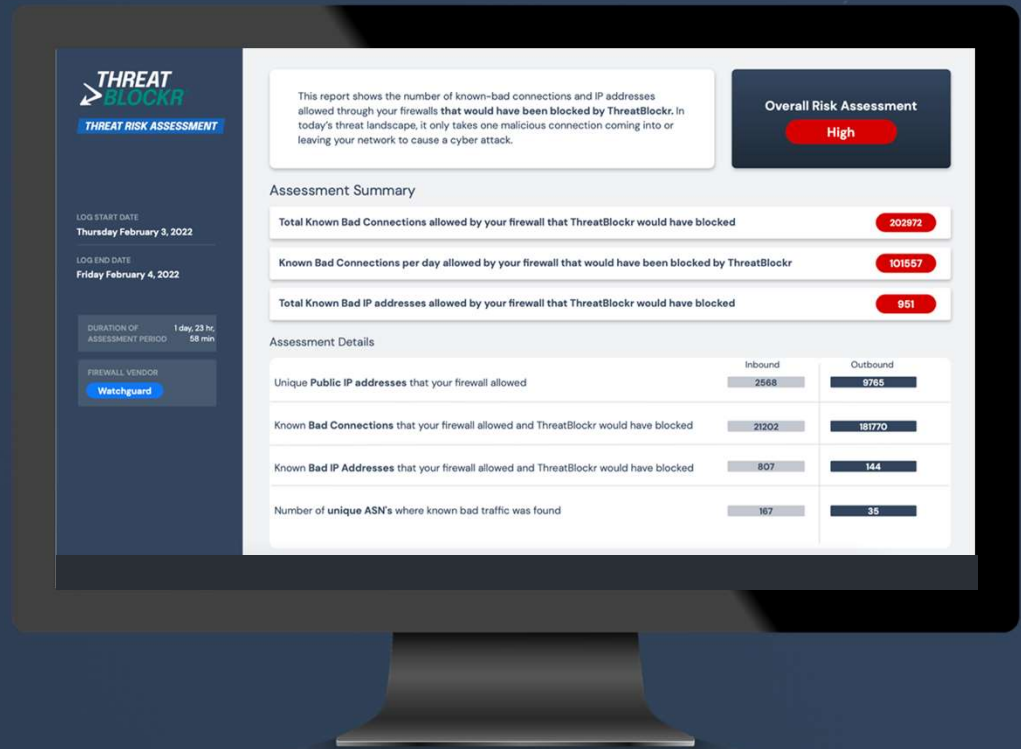 THREAT
BLOCKR
THREAT RISK ASSESSMENT
LOG START DATE
Thursday February 3, 2022
LOG END DATE
Friday February 4, 2022
DURATION OF ASSESSMENT PERIOD 1 day, 23 hr, 58 min
FIREWALL VENDOR
Watchguard
This report shows the number of known-bad connections and IP addresses
allowed through your firewalls that would have been blocked by ThreatBlockr. In
today's threat landscape, it only takes one malicious connection coming into or
leaving your network to cause a cyber attack.
Overall Risk Assessment
High
Assessment Summary
Total Known Bad Connections allowed by your firewall that ThreatBlockr would have blocked 202972
Known Bad Connections per day allowed by your firewall that would have been blocked by ThreatBlockr 101557
Total Known Bad IP addresses allowed by your firewall that ThreatBlockr would have blocked 951
Assessment Details
Inbound Outbound
Unique Public IP addresses that your firewall allowed 2568 9765
Known Bad Connections that your firewall allowed and ThreatBlockr would have blocked 21202 181770
Known Bad IP Addresses that your firewall allowed and ThreatBlockr would have blocked 807 144
Number of unique ASN's where known bad traffic was found 167 35